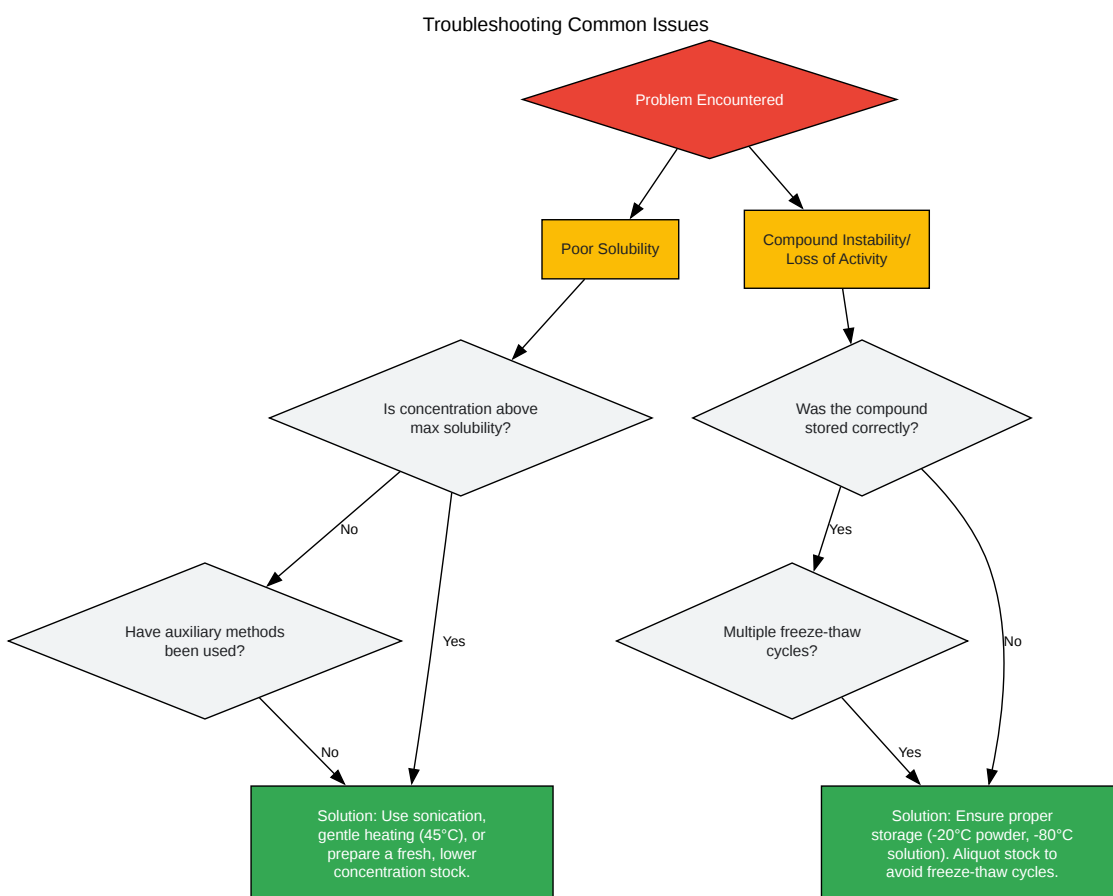 Troubleshooting Common Issues
Problem Encountered
Poor Solubility
Compound Instability/
Loss of Activity
Is concentration above
max solubility?
Was the compound
stored correctly?
No
Yes
Have auxiliary methods
been used?
Yes
Multiple freeze-thaw
cycles?
No
No
Yes
Solution: Use sonication,
gentle heating (45°C), or
prepare a fresh, lower
concentration stock.
Solution: Ensure proper
storage (-20°C powder, -80°C
solution). Aliquot stock to
avoid freeze-thaw cycles.